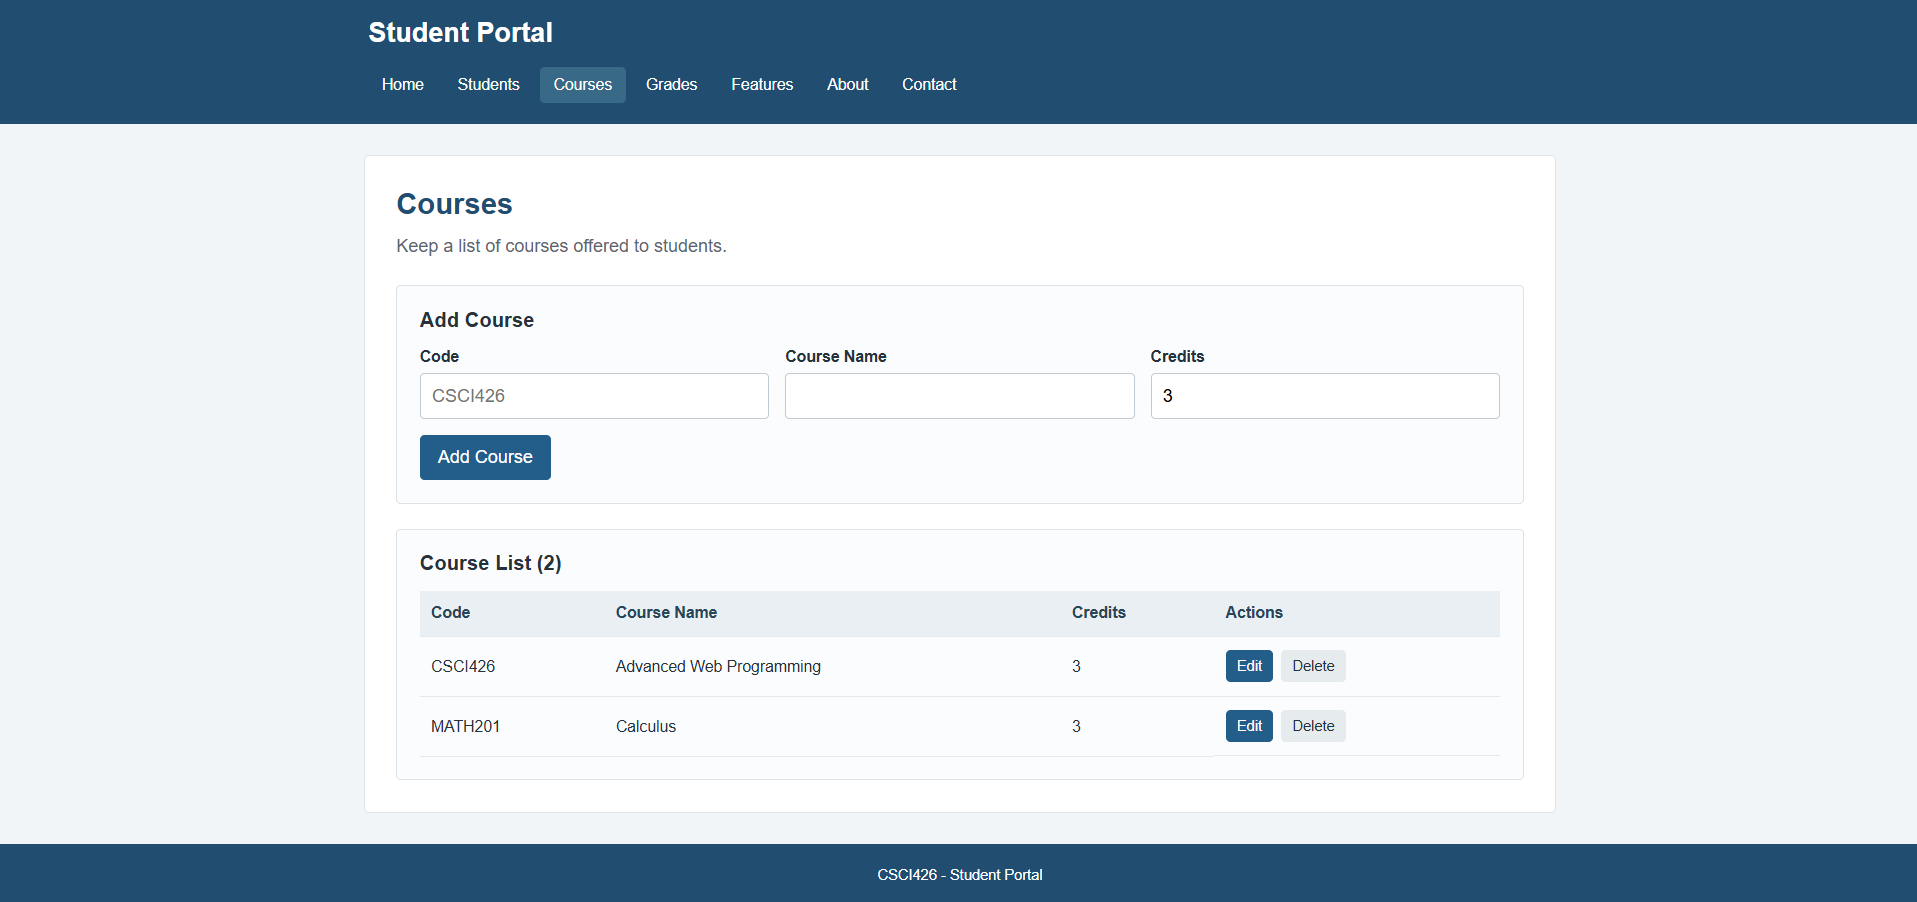 Student Portal
Home Students Courses Grades Features About Contact
Courses
Keep a list of courses offered to students.
Add Course
Code Course Name Credits
CSCI426 3
Add Course
Course List (2)
Code Course Name Credits Actions
CSCI426 Advanced Web Programming 3 Edit Delete
MATH201 Calculus 3 Edit Delete
CSCI426 - Student Portal